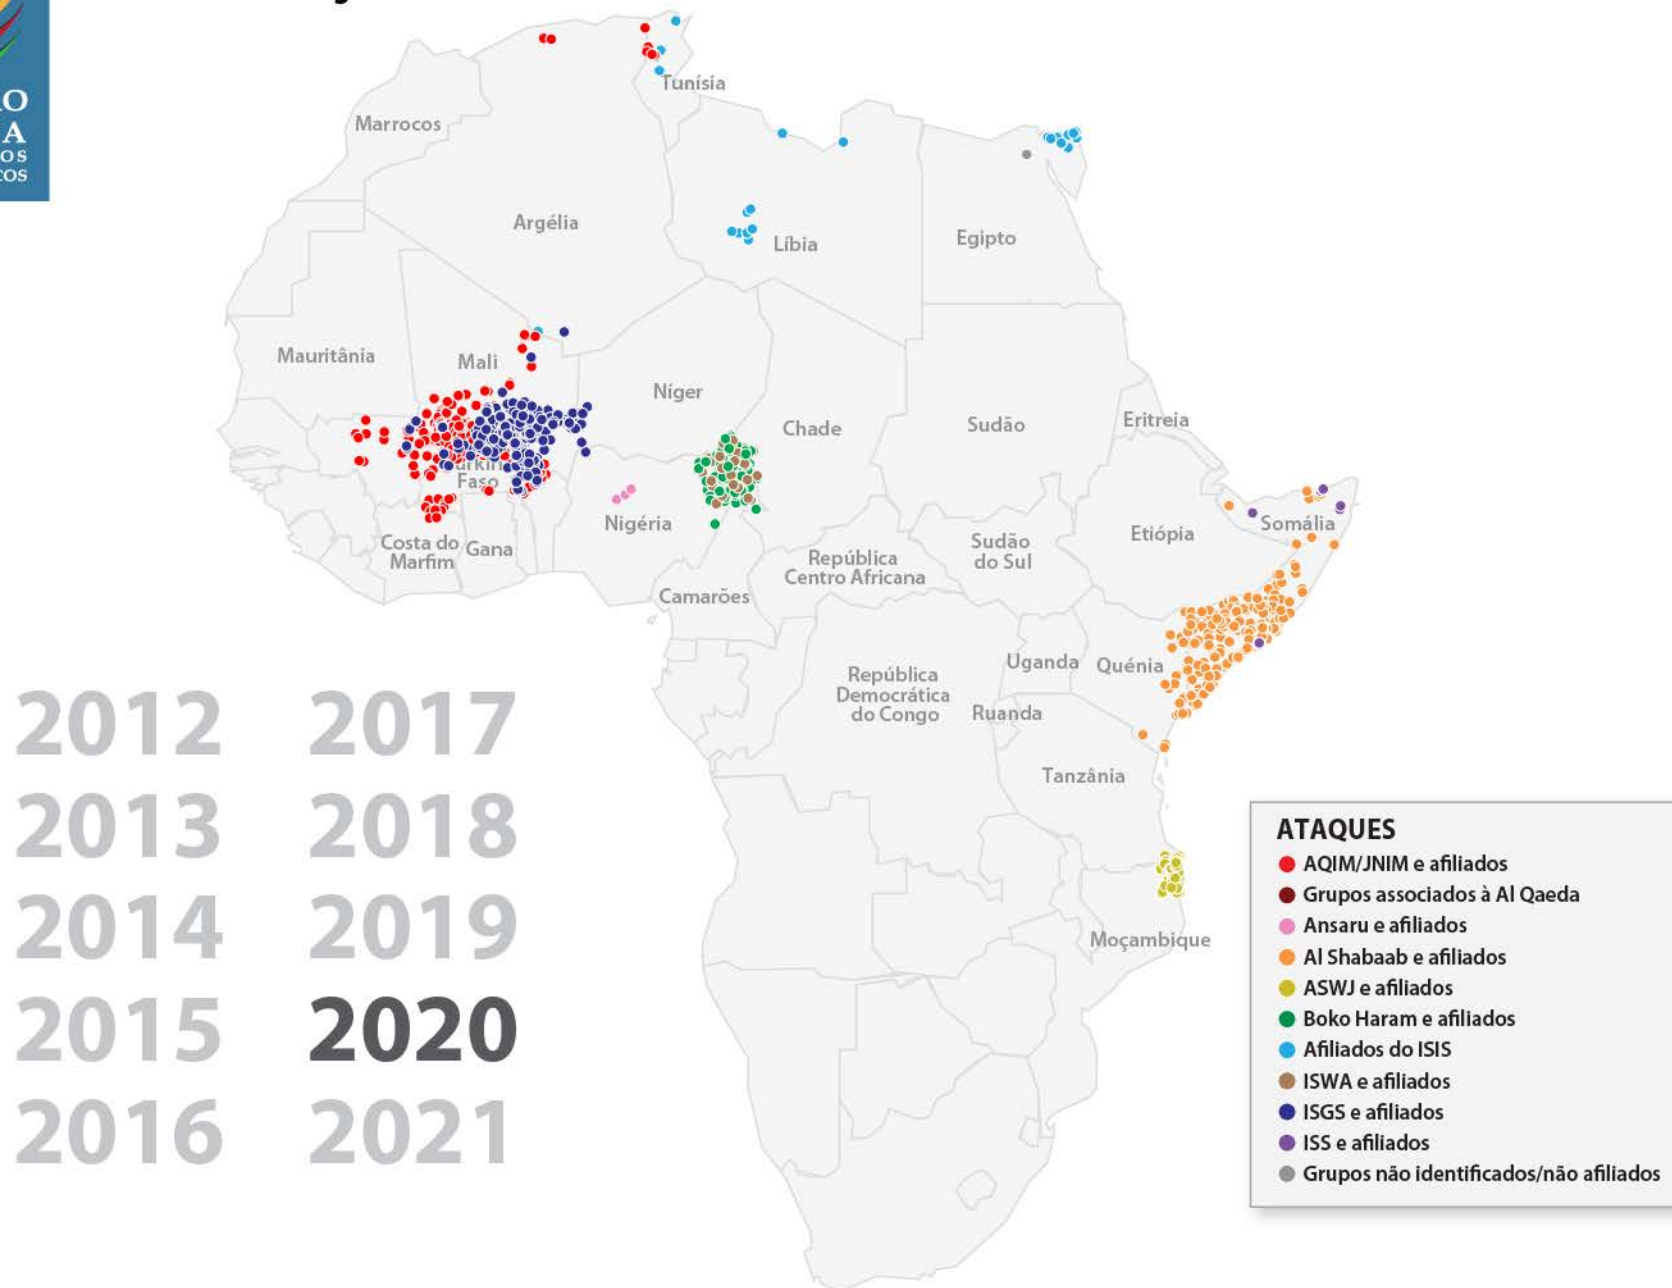 Tunísia
Marrocos
Argélia
Líbia
Egipto
Mauritânia
Mali
Níger
Chade
Sudão
Eritreia
Faso
Nigéria
Etiópia
Somália
Costa do
Marfim
Gana
Sudão
do Sul
República
Centro Africana
Camarões
Uganda
Quénia
República
Democrática
do Congo
Ruanda
Tanzânia
Moçambique
2012
2013
2014
2015
2016
2017
2018
2019
2020
2021
ATAQUES
AQIM/JNIM e afiliados
Grupos associados à Al Qaeda
Ansaru e afiliados
Al Shabaab e afiliados
ASWJ e afiliados
Boko Haram e afiliados
Afiliados do ISIS
ISWA e afiliados
ISGS e afiliados
ISS e afiliados
Grupos não identificados/não afiliados